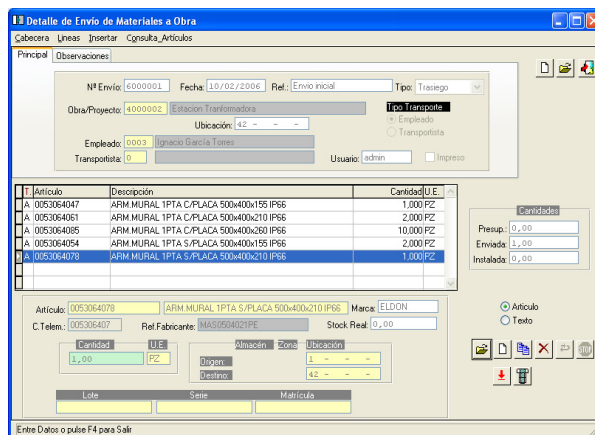 Detalle de Envío de Materiales a Obra
Cabecera Lineas Insertar Consulta_Artículos
Principal Observaciones
Nº Envío: 6000001 Fecha: 10/02/2006 Ref.: Envio inicial Tipo: Trasiego
Obra/Proyecto: 4000002 Estacion Tranformadora Tipo Transporte
Ubicación: 42 - - - Empleado
Transportista
Empleado: 0003 Ignacio García Torres
Transportista: 0 Usuario: admin Impreso
T. Artículo Descripción Cantidad U.E.
A 0053064047 ARM.MURAL 1PTA C/PLACA 500x400x155 IP66 1,000 PZ
A 0053064061 ARM.MURAL 1PTA C/PLACA 500x400x210 IP66 2,000 PZ
A 0053064085 ARM.MURAL 1PTA C/PLACA 500x400x260 IP66 10,000 PZ
A 0053064054 ARM.MURAL 1PTA S/PLACA 500x400x155 IP66 2,000 PZ
A 0053064078 ARM.MURAL 1PTA S/PLACA 500x400x210 IP66 1,000 PZ
Cantidades
Presup.: 0,00
Enviada: 1,00
Instalada: 0,00
Artículo: 0053064078 ARM.MURAL 1PTA S/PLACA 500x400x210 IP66 Marca: ELDON
C.Telem.: 005306407 Ref.Fabricante: MAS0504021PE Stock Real: 0,00
Articulo
Texto
Cantidad U.E. Almacén Zona Ubicación
1,00 PZ Origen: 1 - - -
Destino: 42 - - -
STOP
Lote Serie Matrícula
Entre Datos o pulse F4 para Salir